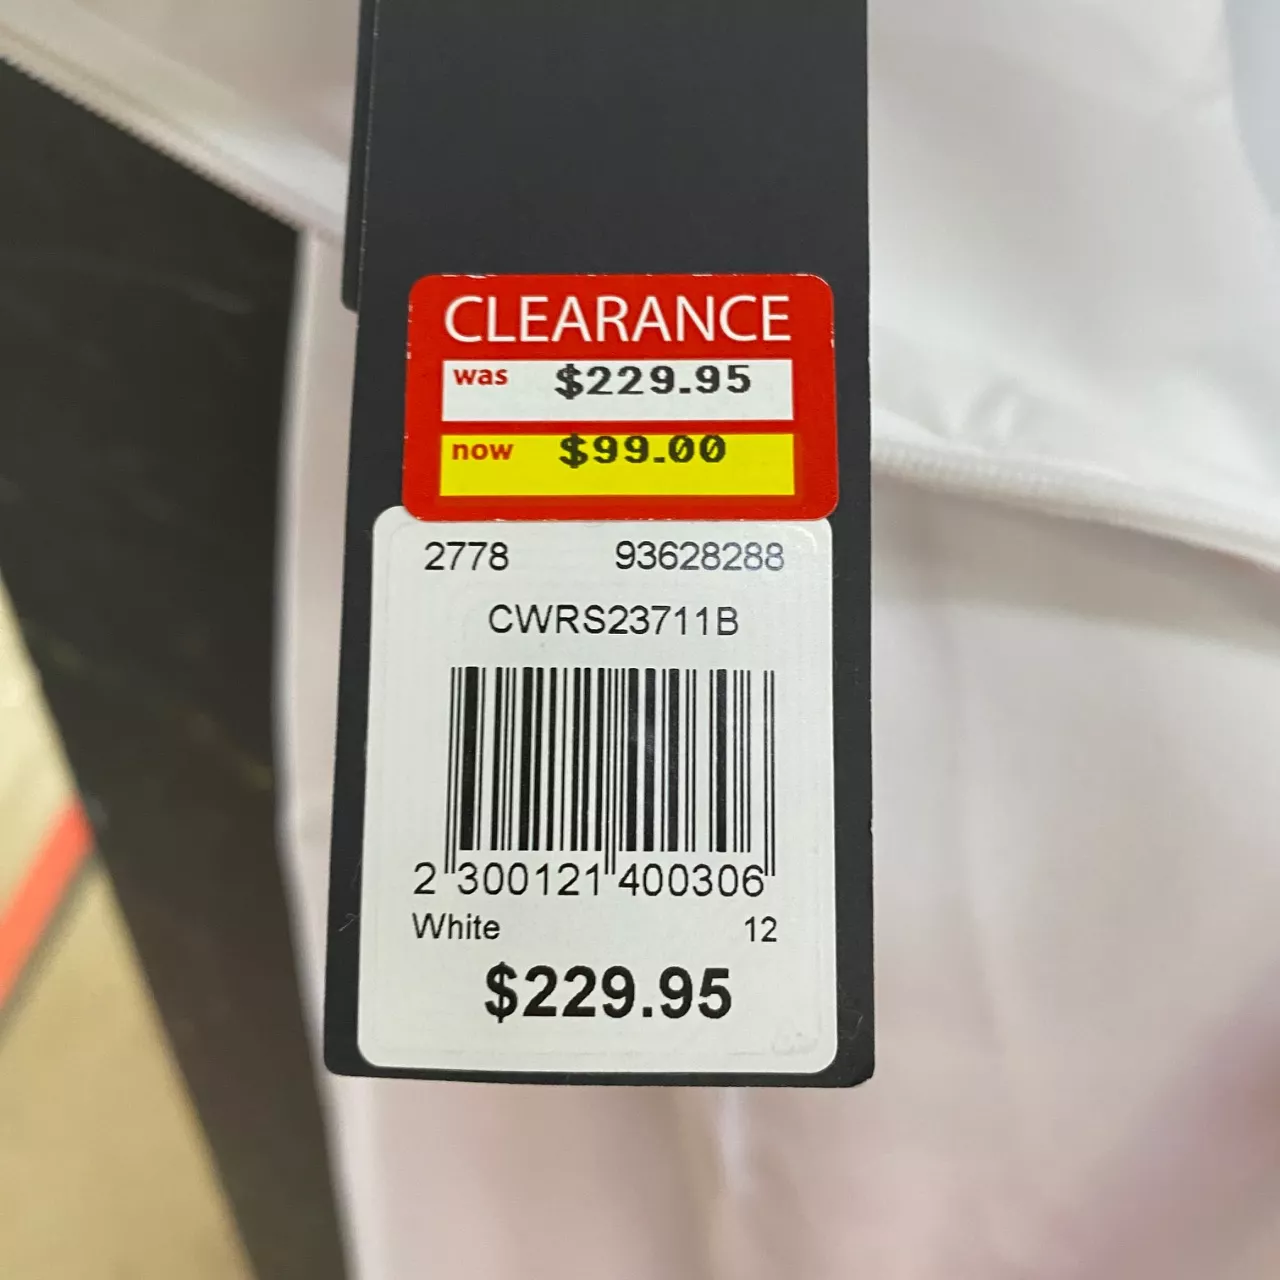 CLEARANCE
was $229.95
now $99.00
2778 93628288
CWRS23711B
2 300121 400306
White 12
$229.95